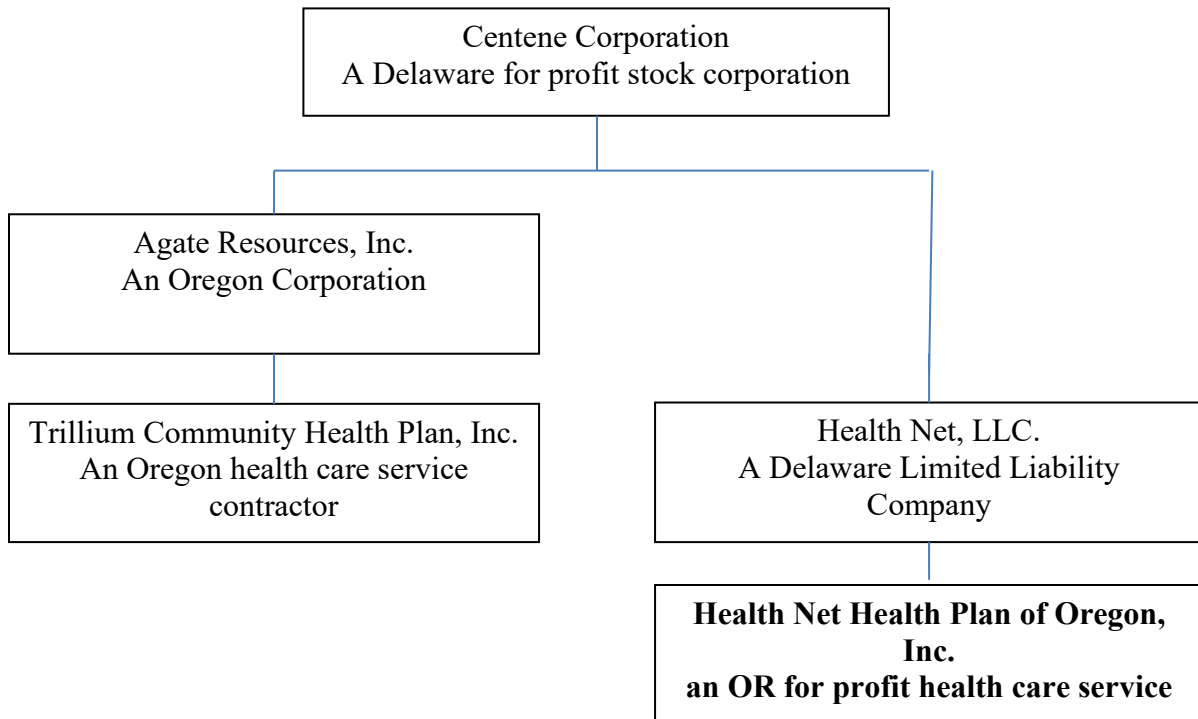 Centene Corporation
A Delaware for profit stock corporation
Agate Resources, Inc.
An Oregon Corporation
Trillium Community Health Plan, Inc.
An Oregon health care service
contractor
Health Net, LLC.
A Delaware Limited Liability
Company
Health Net Health Plan of Oregon,
Inc.
an OR for profit health care service